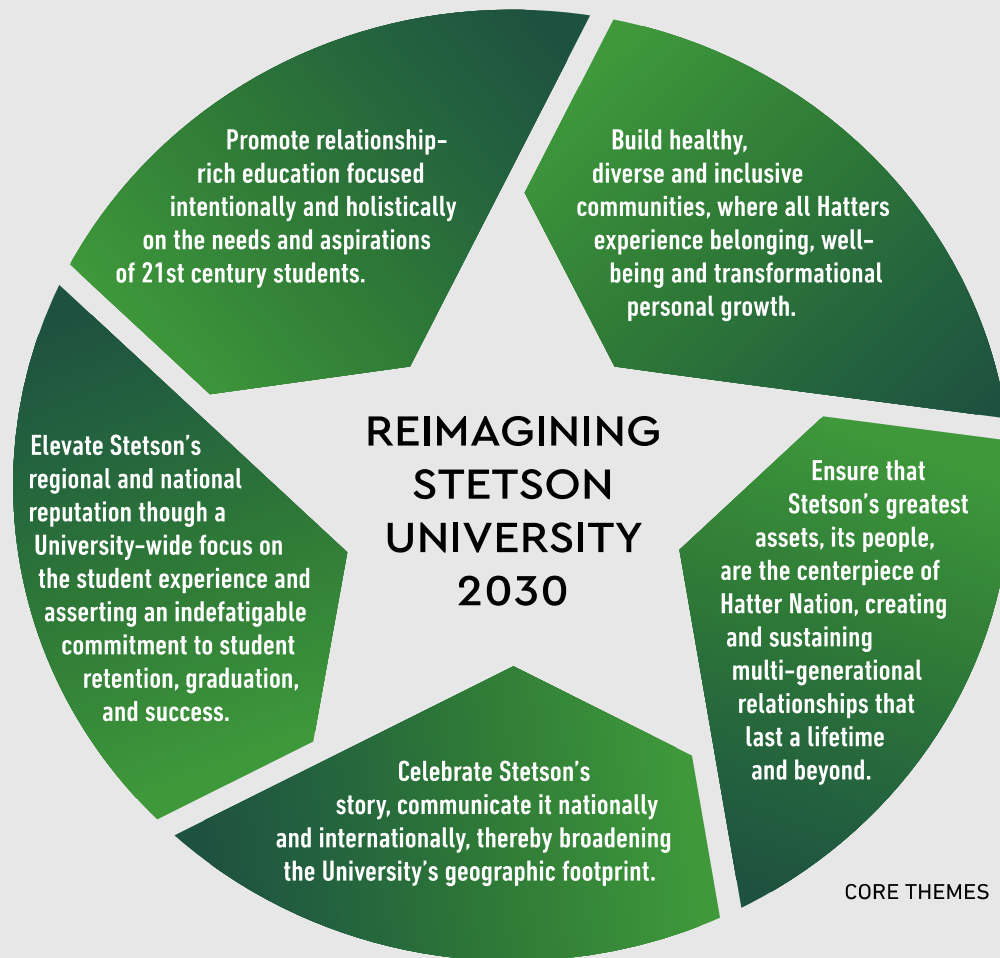 Promote relationship-
rich education focused
intentionally and holistically
on the needs and aspirations
of 21st century students.
Build healthy,
diverse and inclusive
communities, where all Hatters
experience belonging, well-
being and transformational
personal growth.
Elevate Stetson's
regional and national
reputation though a
University-wide focus on
the student experience and
asserting an indefatigable
commitment to student
retention, graduation,
and success.
REIMAGINING
STETSON
UNIVERSITY
2030
Ensure that
Stetson's greatest
assets, its people,
are the centerpiece of
Hatter Nation, creating
and sustaining
multi-generational
relationships that
last a lifetime
and beyond.
Celebrate Stetson's
story, communicate it nationally
and internationally, thereby broadening
the University's geographic footprint.
CORE THEMES